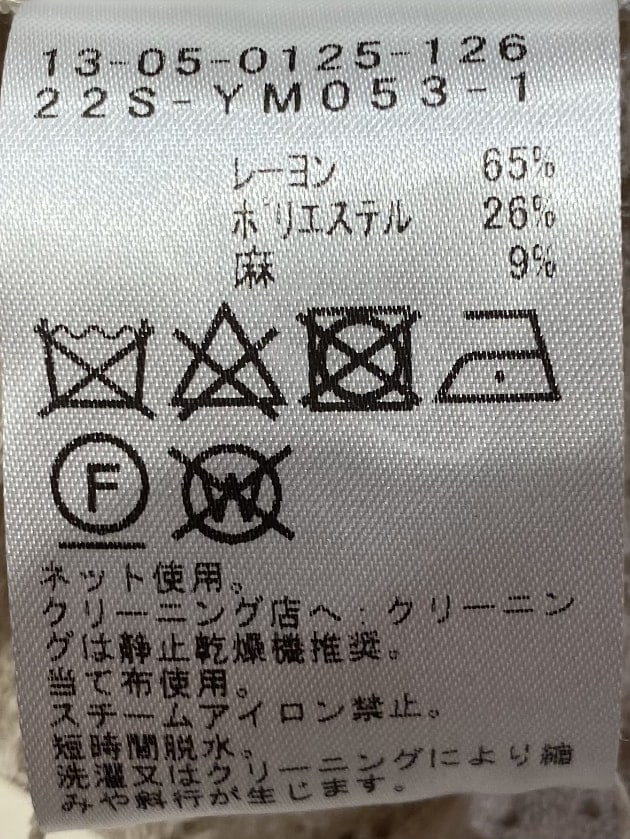 13-05-0125-126
22S-YM053-1
レーヨン 65%
ポリエステル 26%
麻 9%
F W
ネット使用。
クリーニング店へ:クリーニン
グは静止乾燥機推奨。
当て布使用。
スチームアイロン禁止。
短時間脱水。
洗濯又はクリーニングにより縮
みや斜行が生じます。